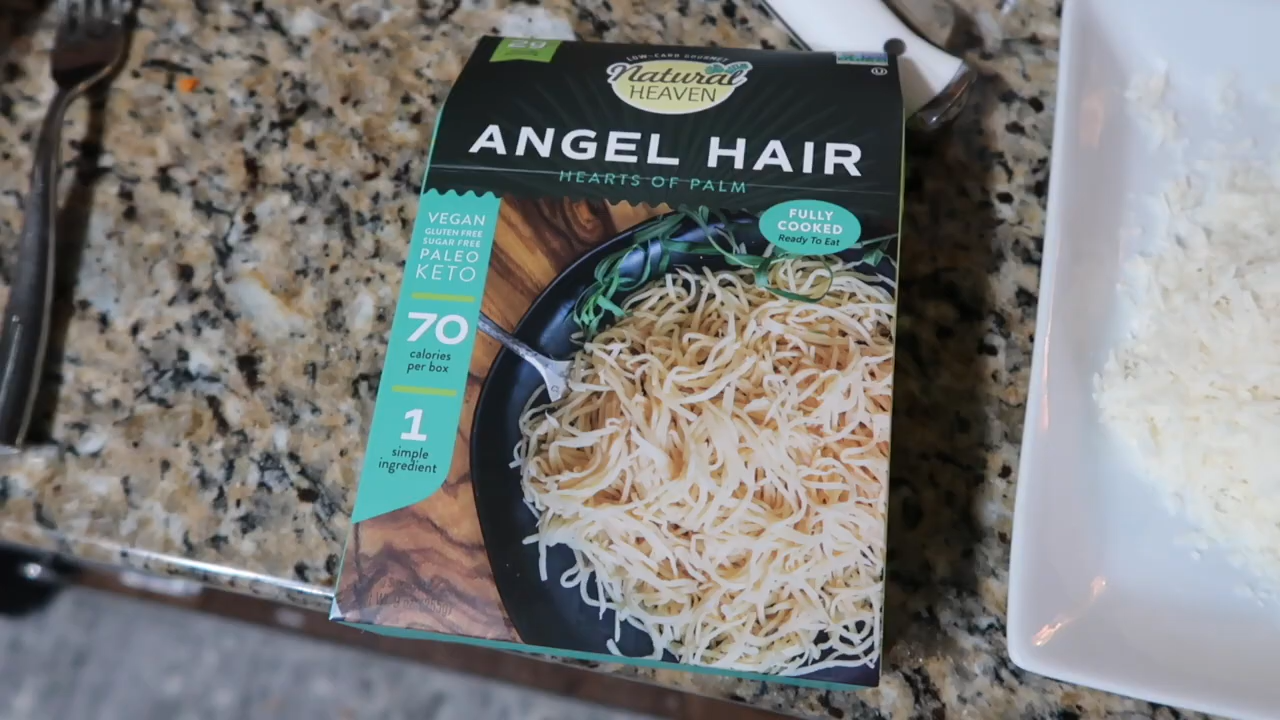 2g
LOW-CARB GOURMET
Natural
HEAVEN
ANGEL HAIR
HEARTS OF PALM
VEGAN
GLUTEN FREE
SUGAR FREE
PALEO
KETO
70
calories
per box
1
simple
ingredient
FULLY
COOKED
Ready To Eat